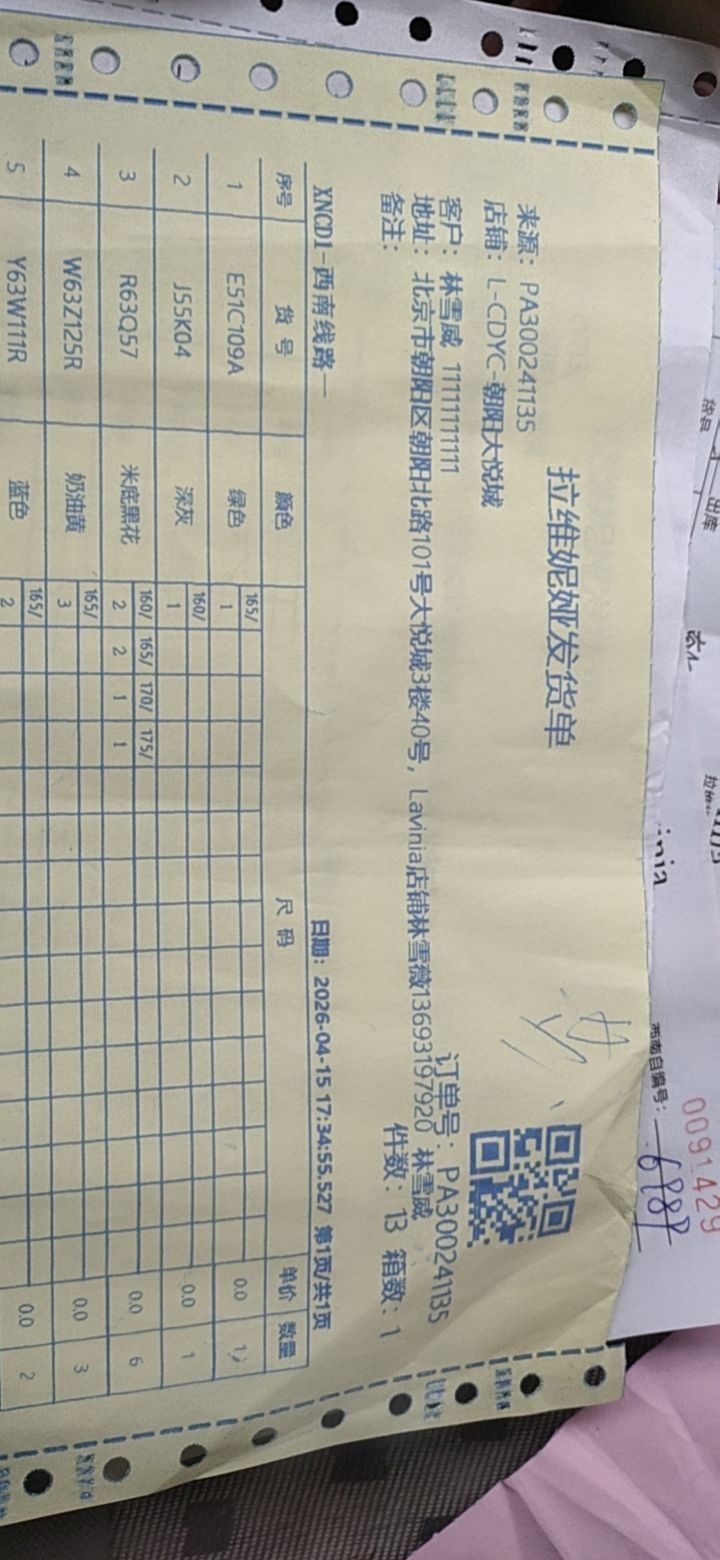 拉维妮娅发货单
来源：PA300241135
店铺：L-CDYC-朝阳大悦城
客户：林雪威 11111111111
订单号：PA300241135
地址：北京市朝阳区朝阳北路101号大悦城3楼40号，Lavinia店铺林雪薇13693197920 林雪威
备注：
件数：13 箱数：1
XNCD1-西南线路一
日期：2026-04-15 17:34:55.527 第1页/共1页
序号 货号 颜色 尺码 单价 数量
1 E51C109A 绿色 165/ 1 0.0 1
2 J55K04 深灰 160/ 1 0.0 1
3 R63Q57 米底黑花 160/ 165/ 170/ 175/ 2 2 1 1 0.0 6
4 W63Z125R 奶油黄 165/ 3 0.0 3
5 Y63W111R 蓝色 165/ 2 0.0 2
西南自编号：
0091429